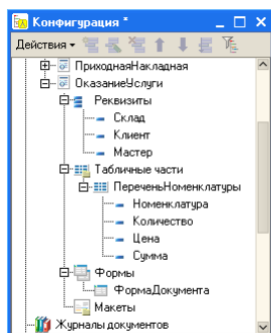 Конфигурация *
Действия
ПриходнаяНакладная
ОказаниеУслуги
Реквизиты
Склад
Клиент
Мастер
Табличные части
ПереченьНоменклатуры
Номенклатура
Количество
Цена
Сумма
Формы
ФормаДокумента
Макеты
Журналы документов